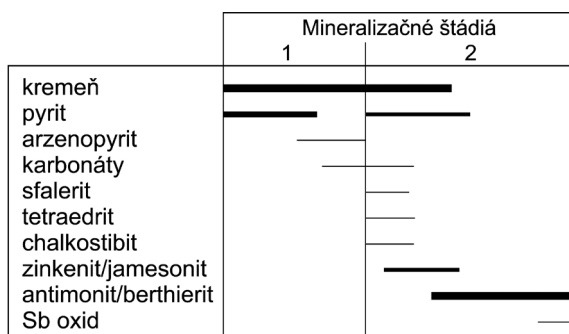 Mineralizačné štádiá
1 2
kremeň
pyrit
arzenopyrit
karbonáty
sfalerit
tetraedrit
chalkostibit
zinkenit/jamesonit
antimonit/berthierit
Sb oxid